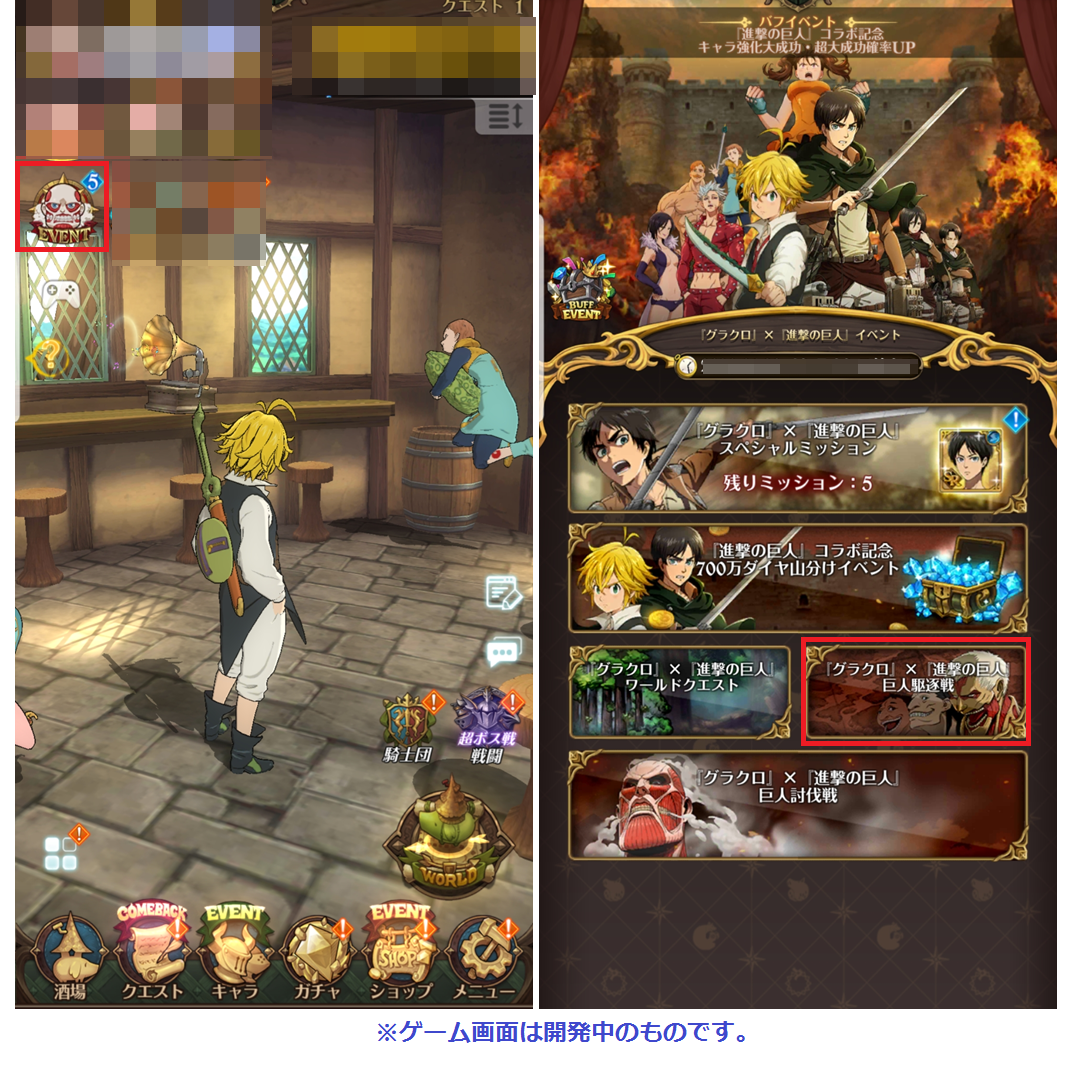 クエスト 1
5
EVENT
騎士団
超ボス戦
戦闘
WORLD
COMEBACK
EVENT
EVENT
SHOP
酒場
クエスト
キャラ
ガチャ
ショップ
メニュー
バフイベント
『進撃の巨人』コラボ記念
キャラ強化大成功・超大成功確率UP
BUFF
EVENT
『グラクロ』×『進撃の巨人』イベント
『グラクロ』×『進撃の巨人』
スペシャルミッション
残りミッション：5
『進撃の巨人』コラボ記念
700万ダイヤ山分けイベント
『グラクロ』×『進撃の巨人』
ワールドクエスト
『グラクロ』×『進撃の巨人』
巨人駆逐戦
『グラクロ』×『進撃の巨人』
巨人討伐戦
※ゲーム画面は開発中のものです。